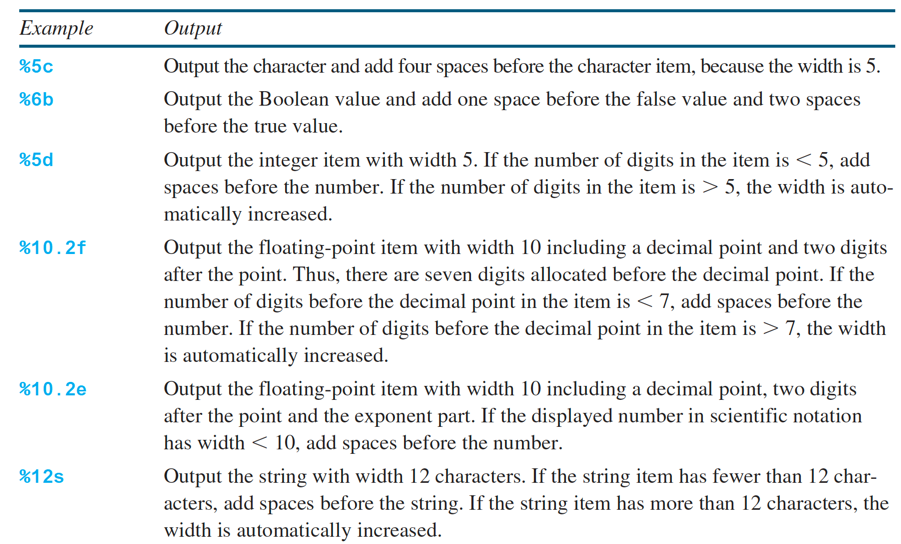 Example Output
%5c Output the character and add four spaces before the character item, because the width is 5.
%6b Output the Boolean value and add one space before the false value and two spaces
before the true value.
%5d Output the integer item with width 5. If the number of digits in the item is < 5, add
spaces before the number. If the number of digits in the item is > 5, the width is auto-
matically increased.
%10.2f Output the floating-point item with width 10 including a decimal point and two digits
after the point. Thus, there are seven digits allocated before the decimal point. If the
number of digits before the decimal point in the item is < 7, add spaces before the
number. If the number of digits before the decimal point in the item is > 7, the width
is automatically increased.
%10.2e Output the floating-point item with width 10 including a decimal point, two digits
after the point and the exponent part. If the displayed number in scientific notation
has width < 10, add spaces before the number.
%12s Output the string with width 12 characters. If the string item has fewer than 12 char-
acters, add spaces before the string. If the string item has more than 12 characters, the
width is automatically increased.